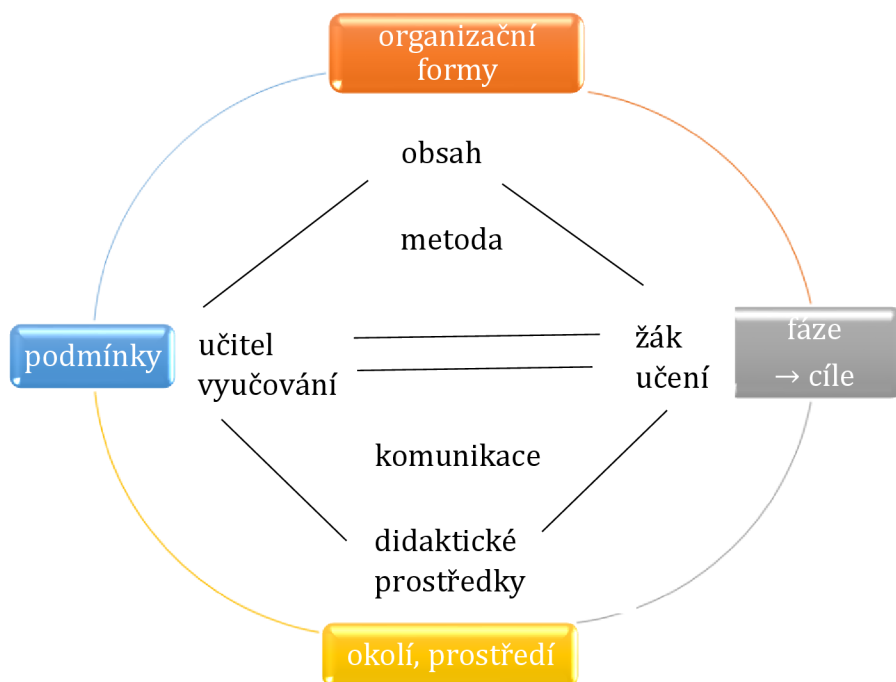 organizační
formy
obsah
metoda
podmínky
učitel
vyučování
žák
učení
fáze
→ cíle
komunikace
didaktické
prostředky
okolí, prostředí